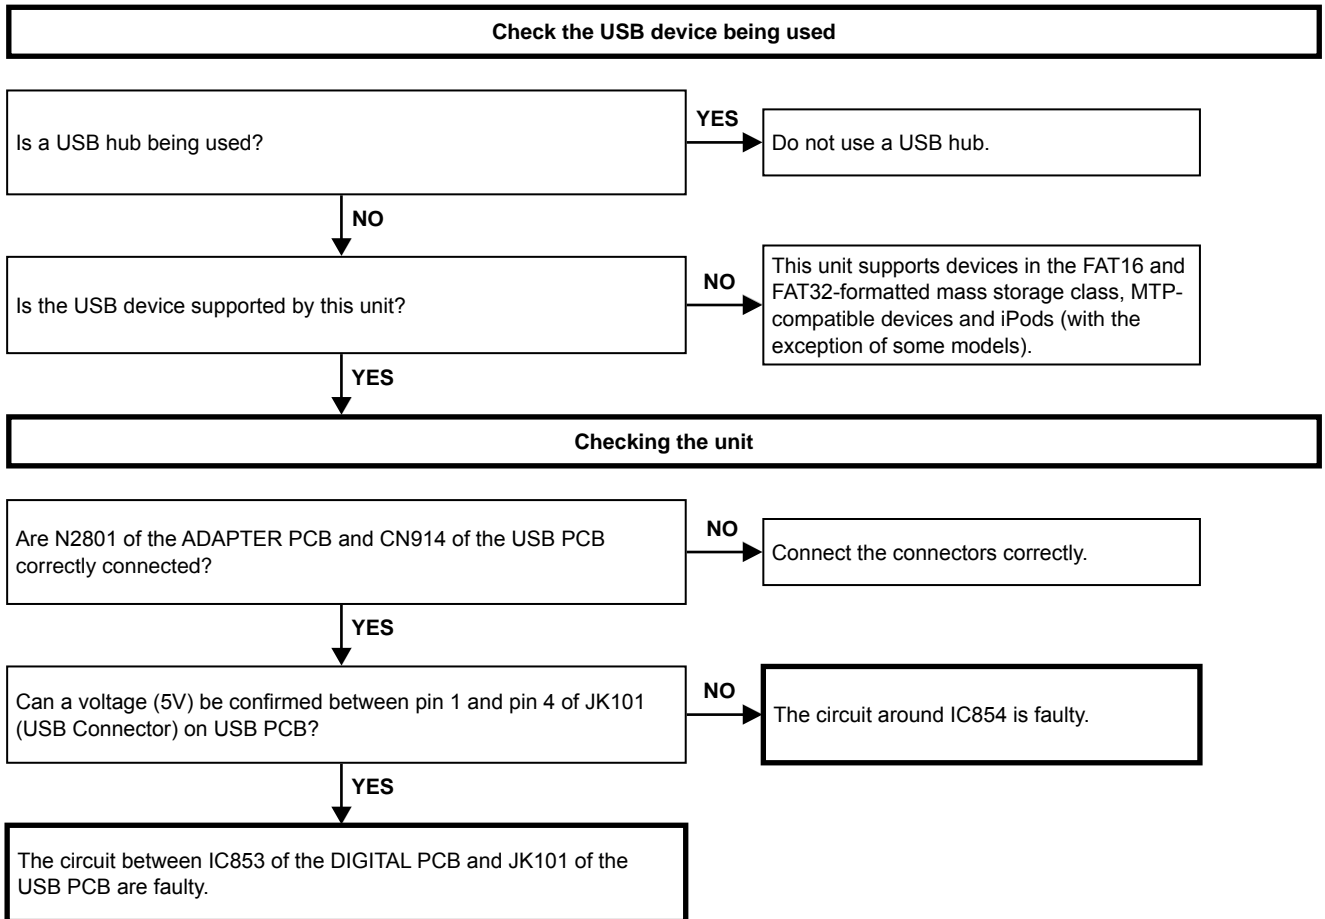 Check the USB device being used
Is a USB hub being used?
YES
Do not use a USB hub.
NO
Is the USB device supported by this unit?
NO
This unit supports devices in the FAT16 and
FAT32-formatted mass storage class, MTP-
compatible devices and iPods (with the
exception of some models).
YES
Checking the unit
Are N2801 of the ADAPTER PCB and CN914 of the USB PCB
correctly connected?
NO
Connect the connectors correctly.
YES
Can a voltage (5V) be confirmed between pin 1 and pin 4 of JK101
(USB Connector) on USB PCB?
NO
The circuit around IC854 is faulty.
YES
The circuit between IC853 of the DIGITAL PCB and JK101 of the
USB PCB are faulty.